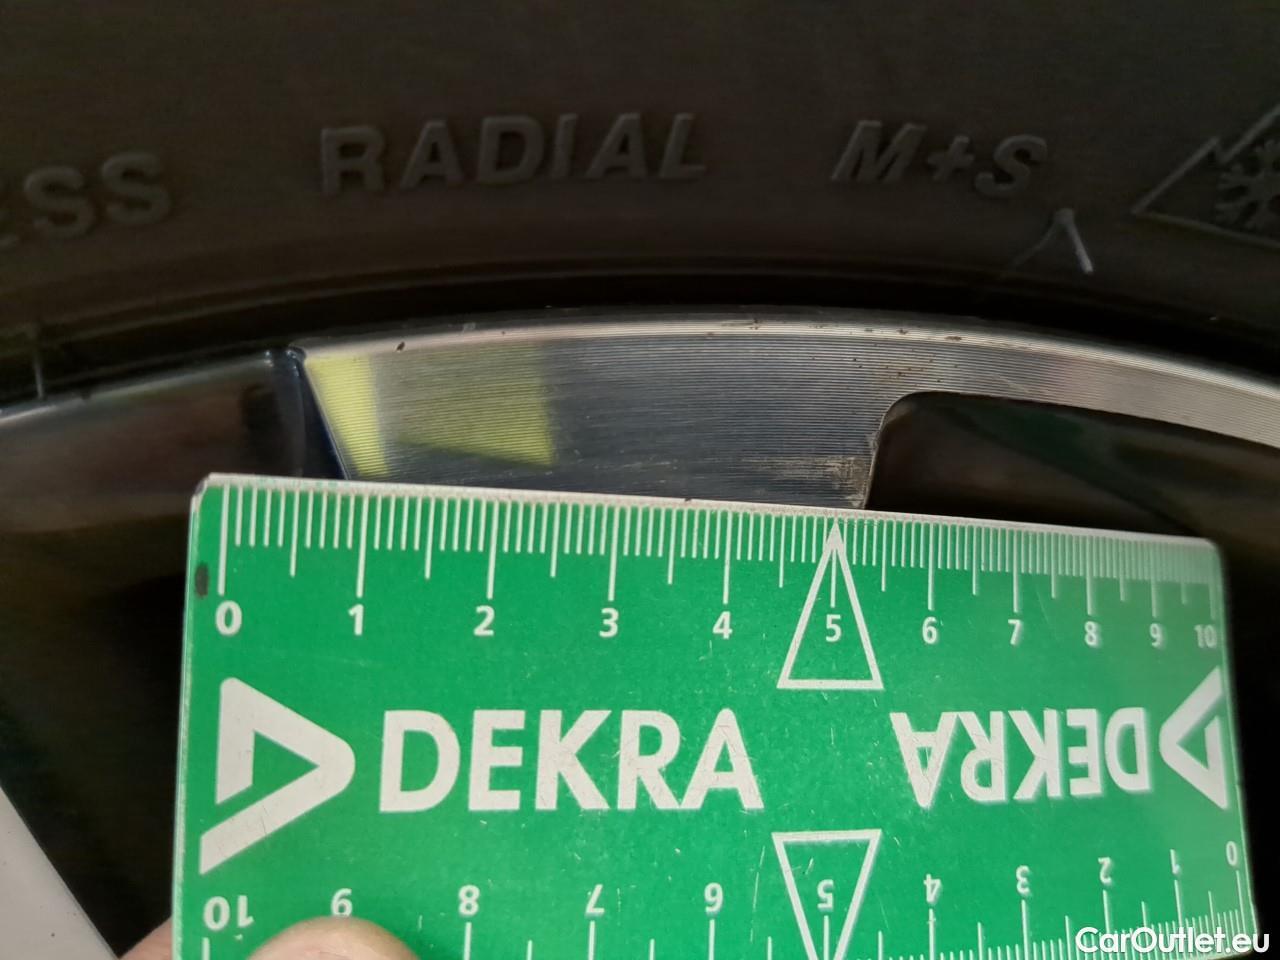 ESS RADIAL M+S
0 1 2 3 4 5 6 7 8 9 10
DEKRA DEKRA
10 9 8 7 6 5 4 3 2 1 0
CarOutlet.eu